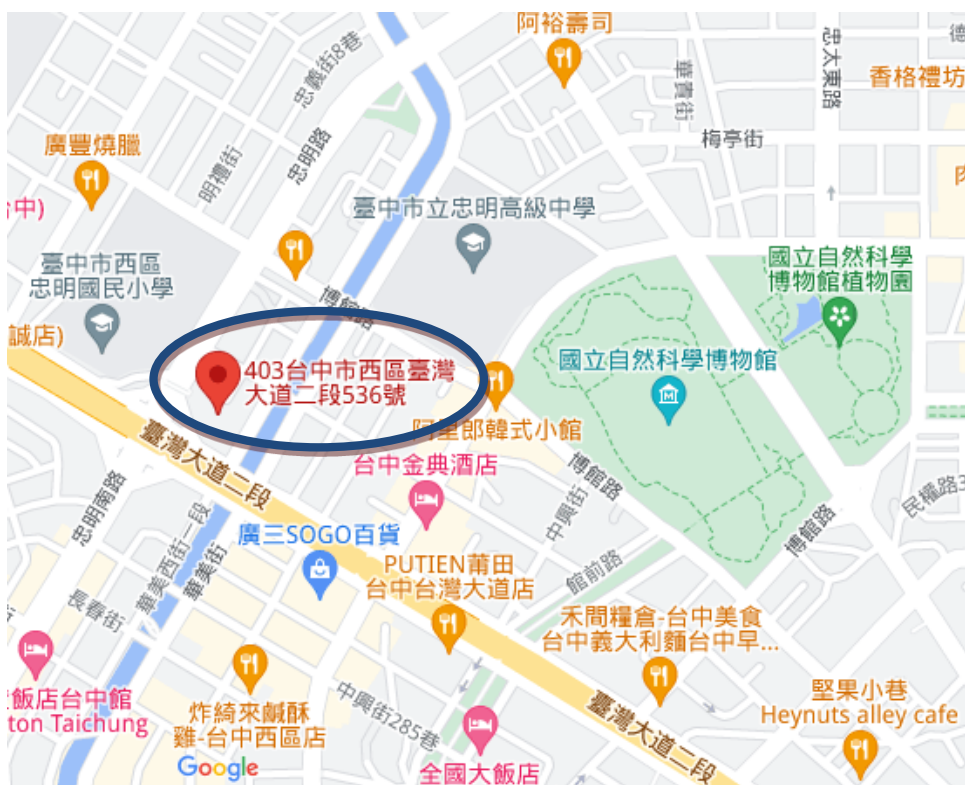 阿裕壽司
忠義街8巷
忠太東路
德
華貴街
香格禮坊
廣豐燒臘
明禮街
忠明路
梅亭街
肉
台中)
臺中市立忠明高級中學
臺中市西區
忠明國民小學
國立自然科學
博物館植物園
博館路
誠店)
403台中市西區臺灣
大道二段536號
國立自然科學博物館
阿里郎韓式小館
臺灣大道二段
台中金典酒店
博館路
中興街
民權路3
忠明南路
華美西街一段
華美街
廣三SOGO百貨
博館路
PUTIEN莆田
台中台灣大道店
館前路
長春街
禾間糧倉-台中美食
台中義大利麵台中早...
飯店台中館
ton Taichung
炸綺來鹹酥
雞-台中西區店
中興街285巷
臺灣大道二段
堅果小巷
Heynuts alley cafe
Google
全國大飯店